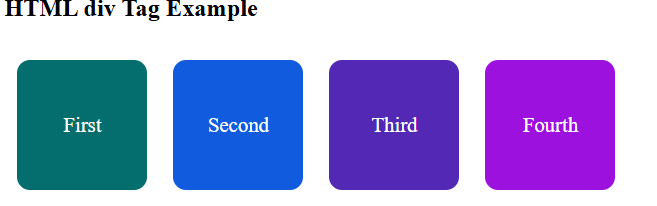 HTML div Tag Example
First Second Third Fourth